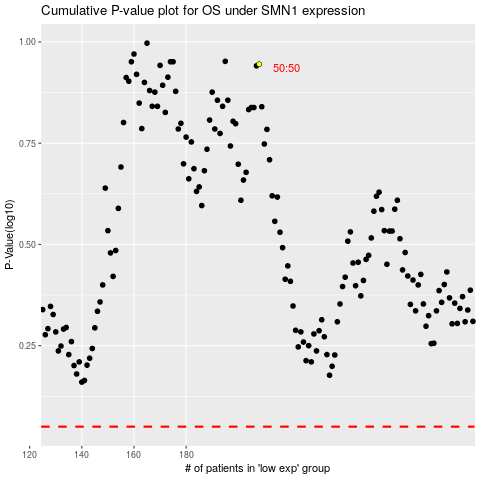 Cumulative P-value plot for OS under SMN1 expression
1.00
50:50
0.75
P-Value(log10)
0.50
0.25
120 140 160 180
# of patients in 'low exp' group